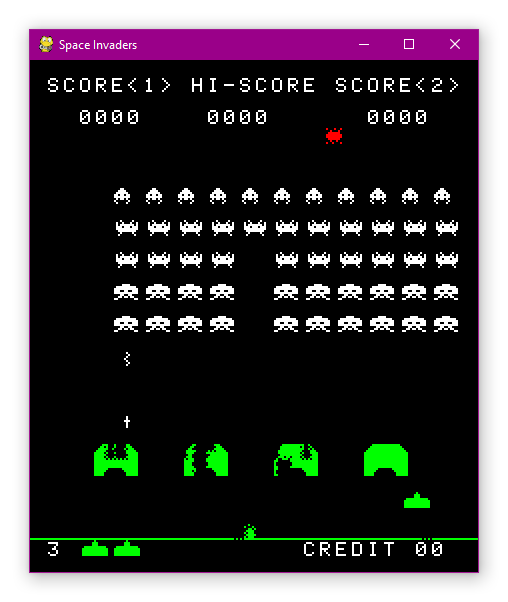 Space Invaders
SCORE<1> HI-SCORE SCORE<2>
0000 0000 0000
3 CREDIT 00